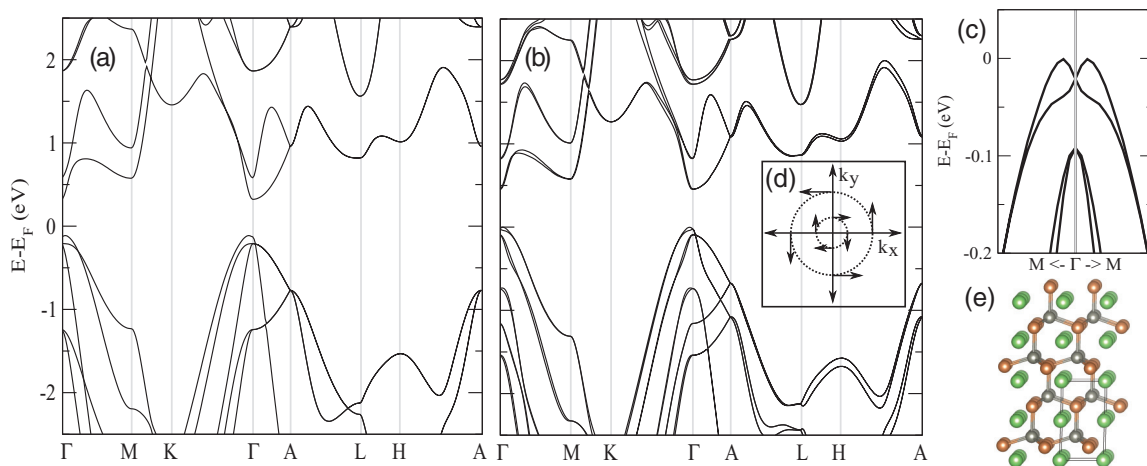 (a)
E-E_F (eV)
2
1
0
-1
-2
Γ M K Γ A L H A
(b)
(d)
k_y
k_x
Γ M K Γ A L H A
(c)
E-E_F (eV)
0
-0.1
-0.2
M <- Γ -> M
(e)